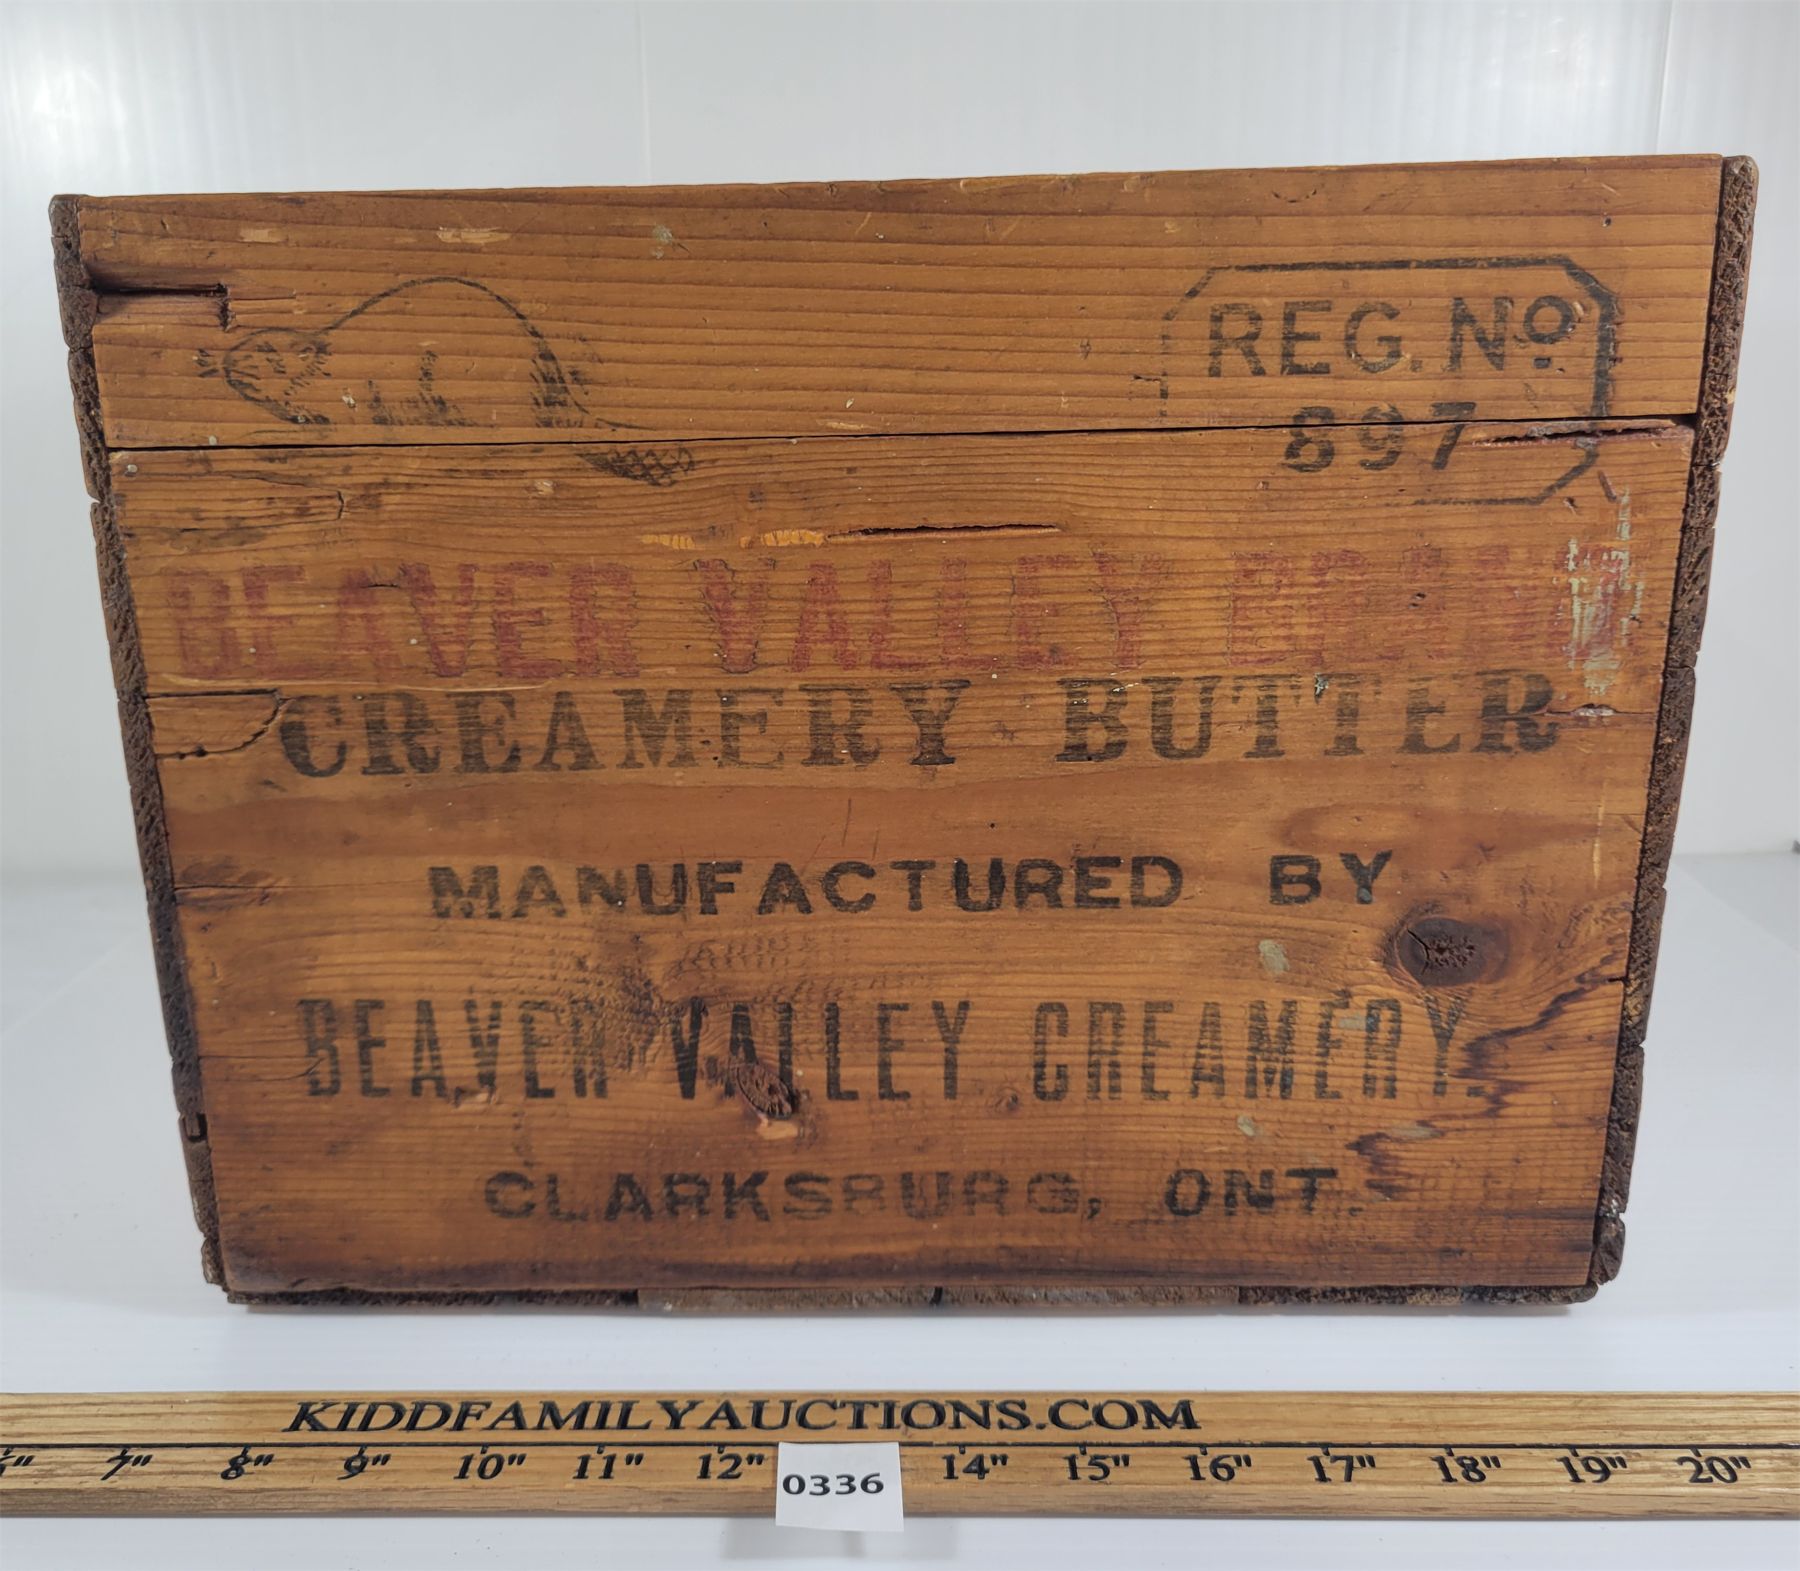 REG. Nº
897
BEAVER VALLEY BRAND
CREAMERY BUTTER
MANUFACTURED BY
BEAVER VALLEY CREAMERY.
CLARKSBURG, ONT.
KIDDFAMILYAUCTIONS.COM
7" 8" 9" 10" 11" 12" 14" 15" 16" 17" 18" 19" 20"
0336